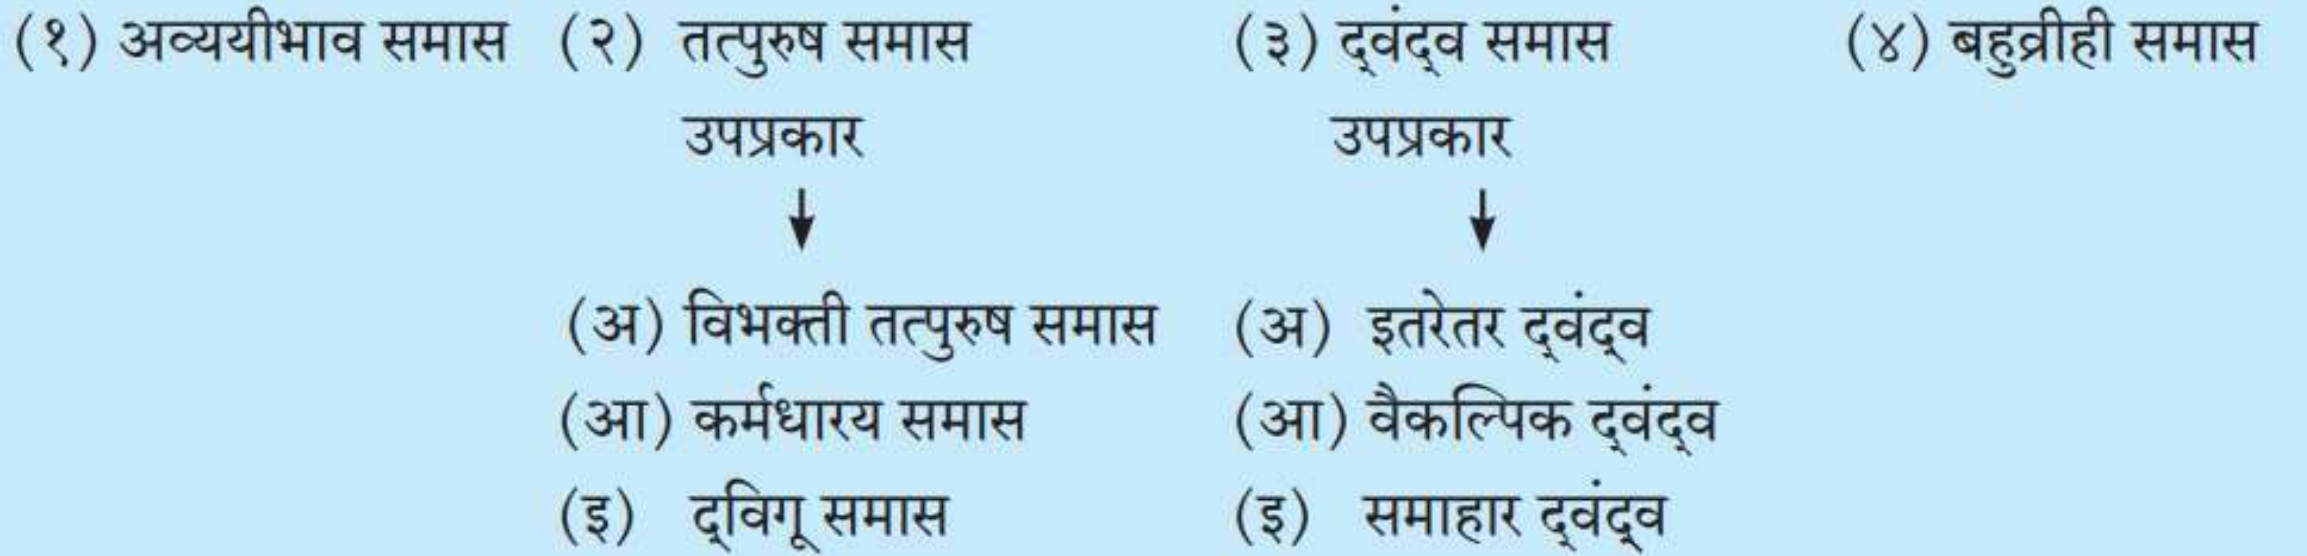 (१) अव्ययीभाव समास (२) तत्पुरुष समास (३) द्‌वंद्‌व समास (४) बहुव्रीही समास
उपप्रकार उपप्रकार
(अ) विभक्ती तत्पुरुष समास (अ) इतरेतर द्‌वंद्‌व
(आ) कर्मधारय समास (आ) वैकल्पिक द्‌वंद्‌व
(इ) द्‌विगू समास (इ) समाहार द्‌वंद्‌व